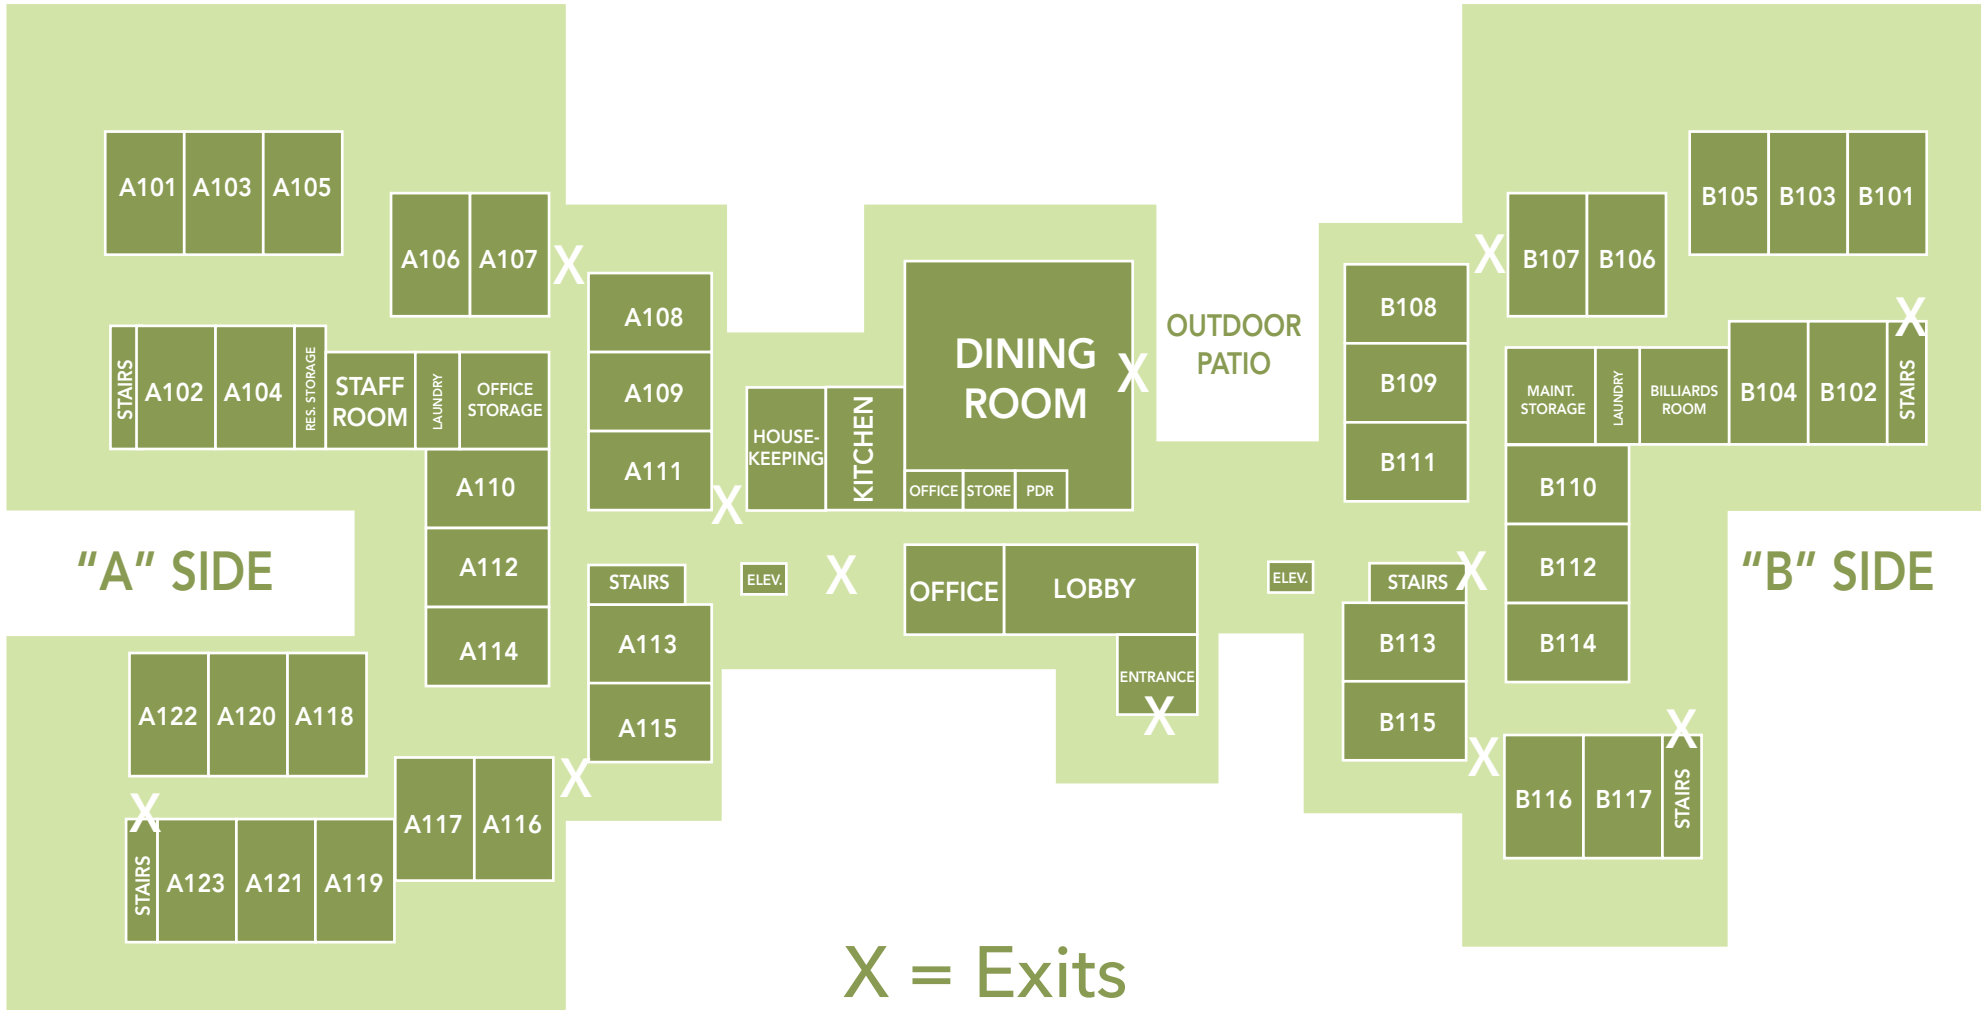 A101 A103 A105
A106 A107
X
A108
A109
A111
STAIRS
A102
A104
RES. STORAGE
STAFF
ROOM
LAUNDRY
OFFICE
STORAGE
A110
A112
A114
"A" SIDE
X
STAIRS
A113
A115
A122 A120 A118
X
A117 A116
X
STAIRS
A123 A121 A119
HOUSE-
KEEPING
KITCHEN
DINING
ROOM
X
OFFICE
STORE
PDR
OUTDOOR
PATIO
ELEV.
X
OFFICE
LOBBY
ENTRANCE
X
ELEV.
B105 B103 B101
X
B107 B106
B108
B109
B111
X
MAINT.
STORAGE
LAUNDRY
BILLIARDS
ROOM
B104
B102
STAIRS
B110
B112
B114
"B" SIDE
STAIRS
X
B113
B115
X
X
B116 B117
STAIRS
X = Exits